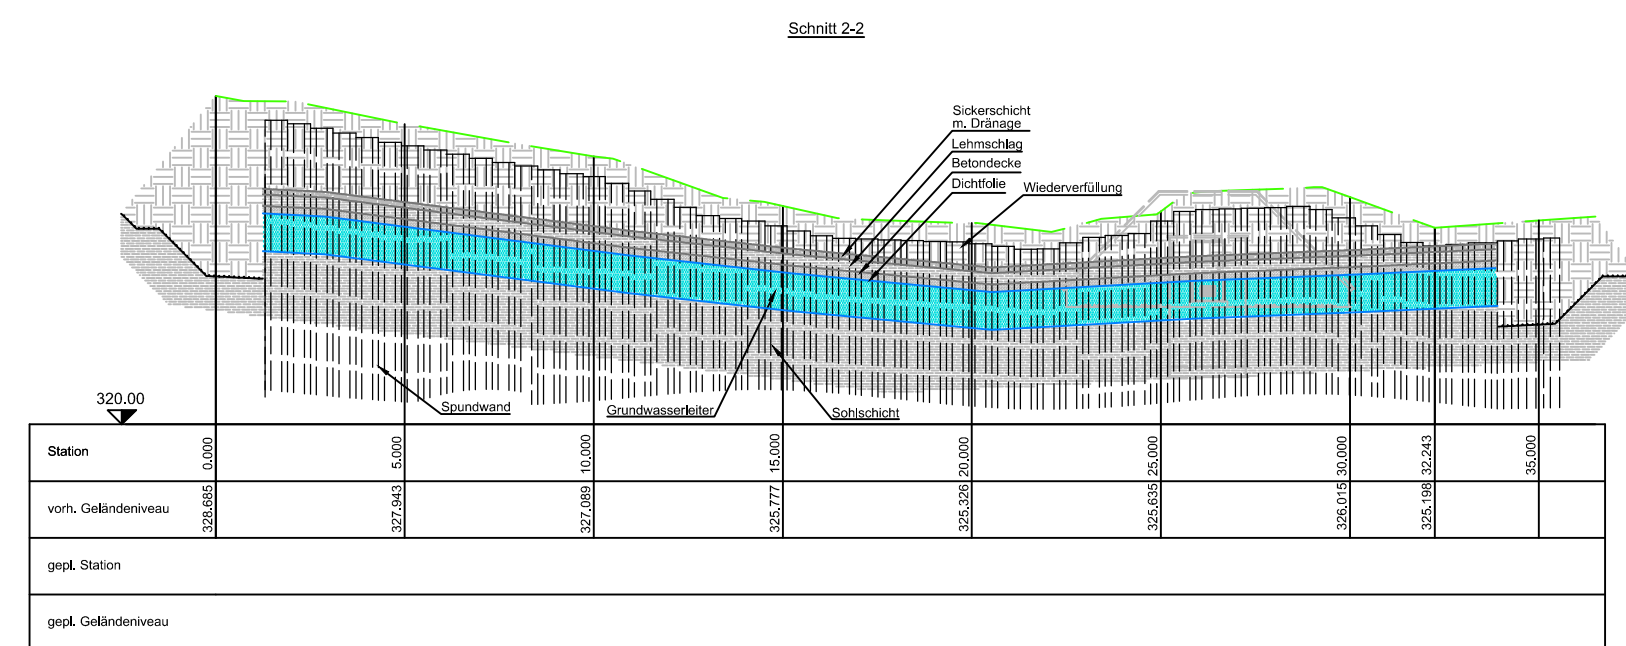 Schnitt 2-2
Sickerschicht
m. Dränage
Lehmschlag
Betondecke
Dichtfolie
Wiederverfüllung
Spundwand
Grundwasserleiter
Sohlschicht
320.00
Station
0.000
5.000
10.000
15.000
20.000
25.000
30.000
32.243
35.000
vorh. Geländeniveau
328.685
327.943
327.089
325.777
325.326
325.635
326.015
325.198
gepl. Station
gepl. Geländeniveau